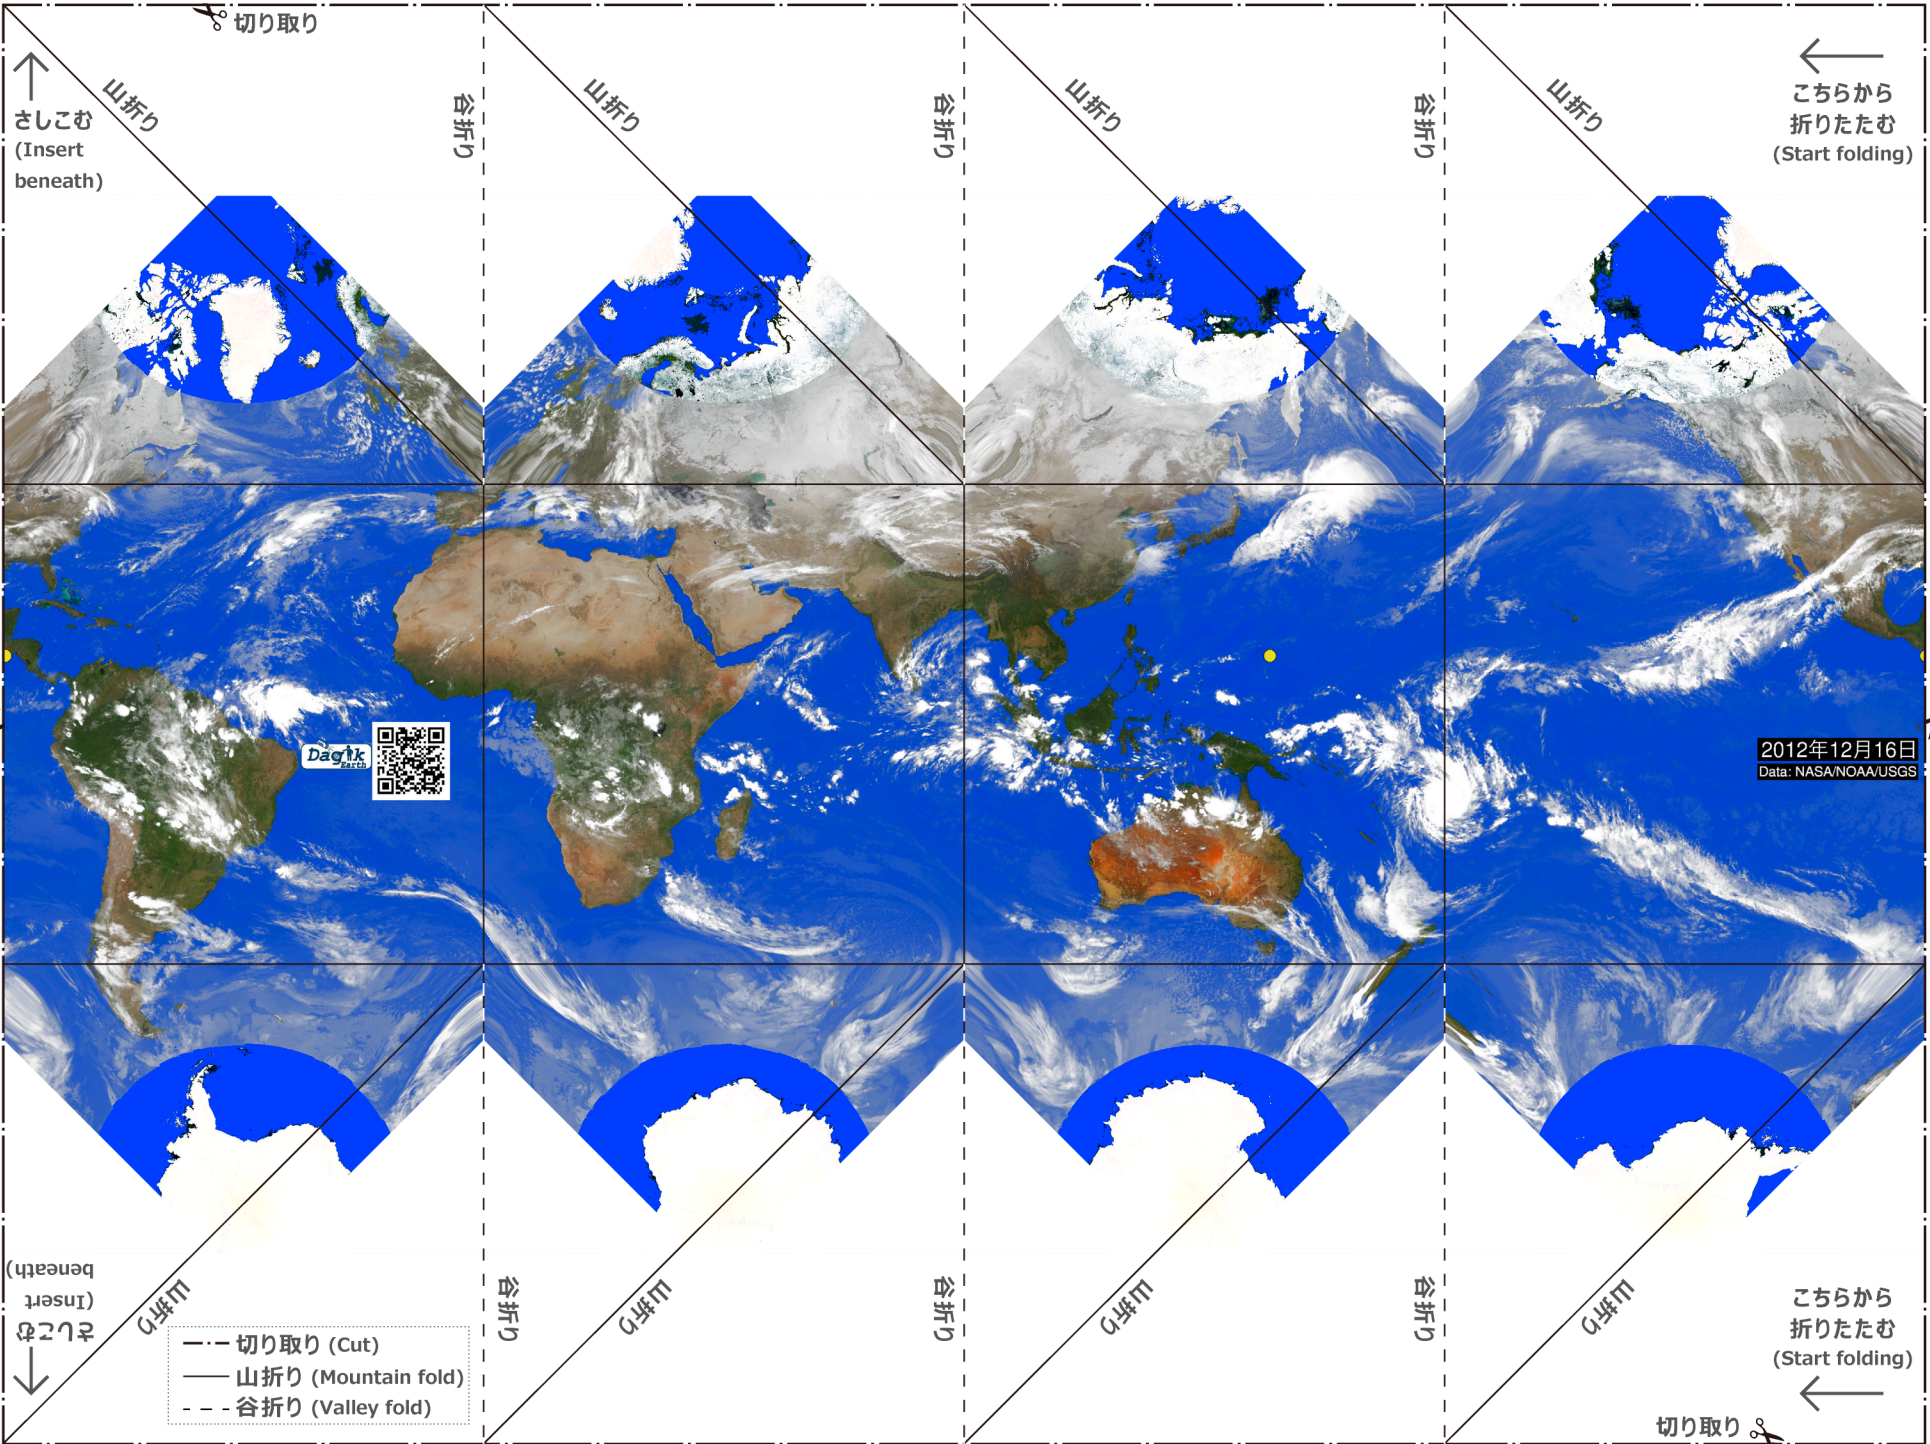 切り取り
山折り
谷折り
山折り
谷折り
山折り
谷折り
山折り
さしこむ
(Insert
beneath)
こちらから
折りたたむ
(Start folding)
Dagik
Earth
2012年12月16日
Data: NASA/NOAA/USGS
さしこむ
(Insert
beneath)
山折り
谷折り
山折り
谷折り
山折り
谷折り
山折り
こちらから
折りたたむ
(Start folding)
切り取り (Cut)
山折り (Mountain fold)
谷折り (Valley fold)
切り取り